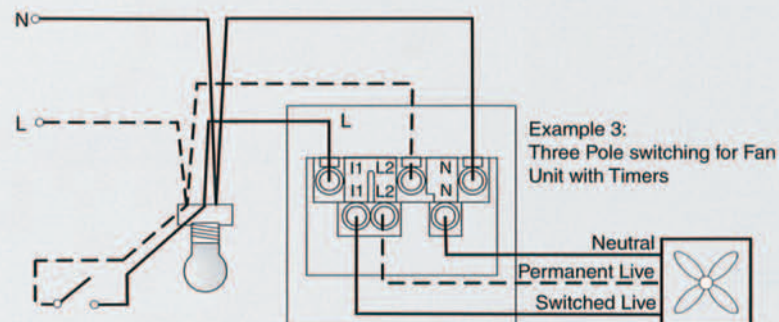 N
L
L
Example 3:
Three Pole switching for Fan
Unit with Timers
I1 L2 N
I1 L2 N
Neutral
Permanent Live
Switched Live